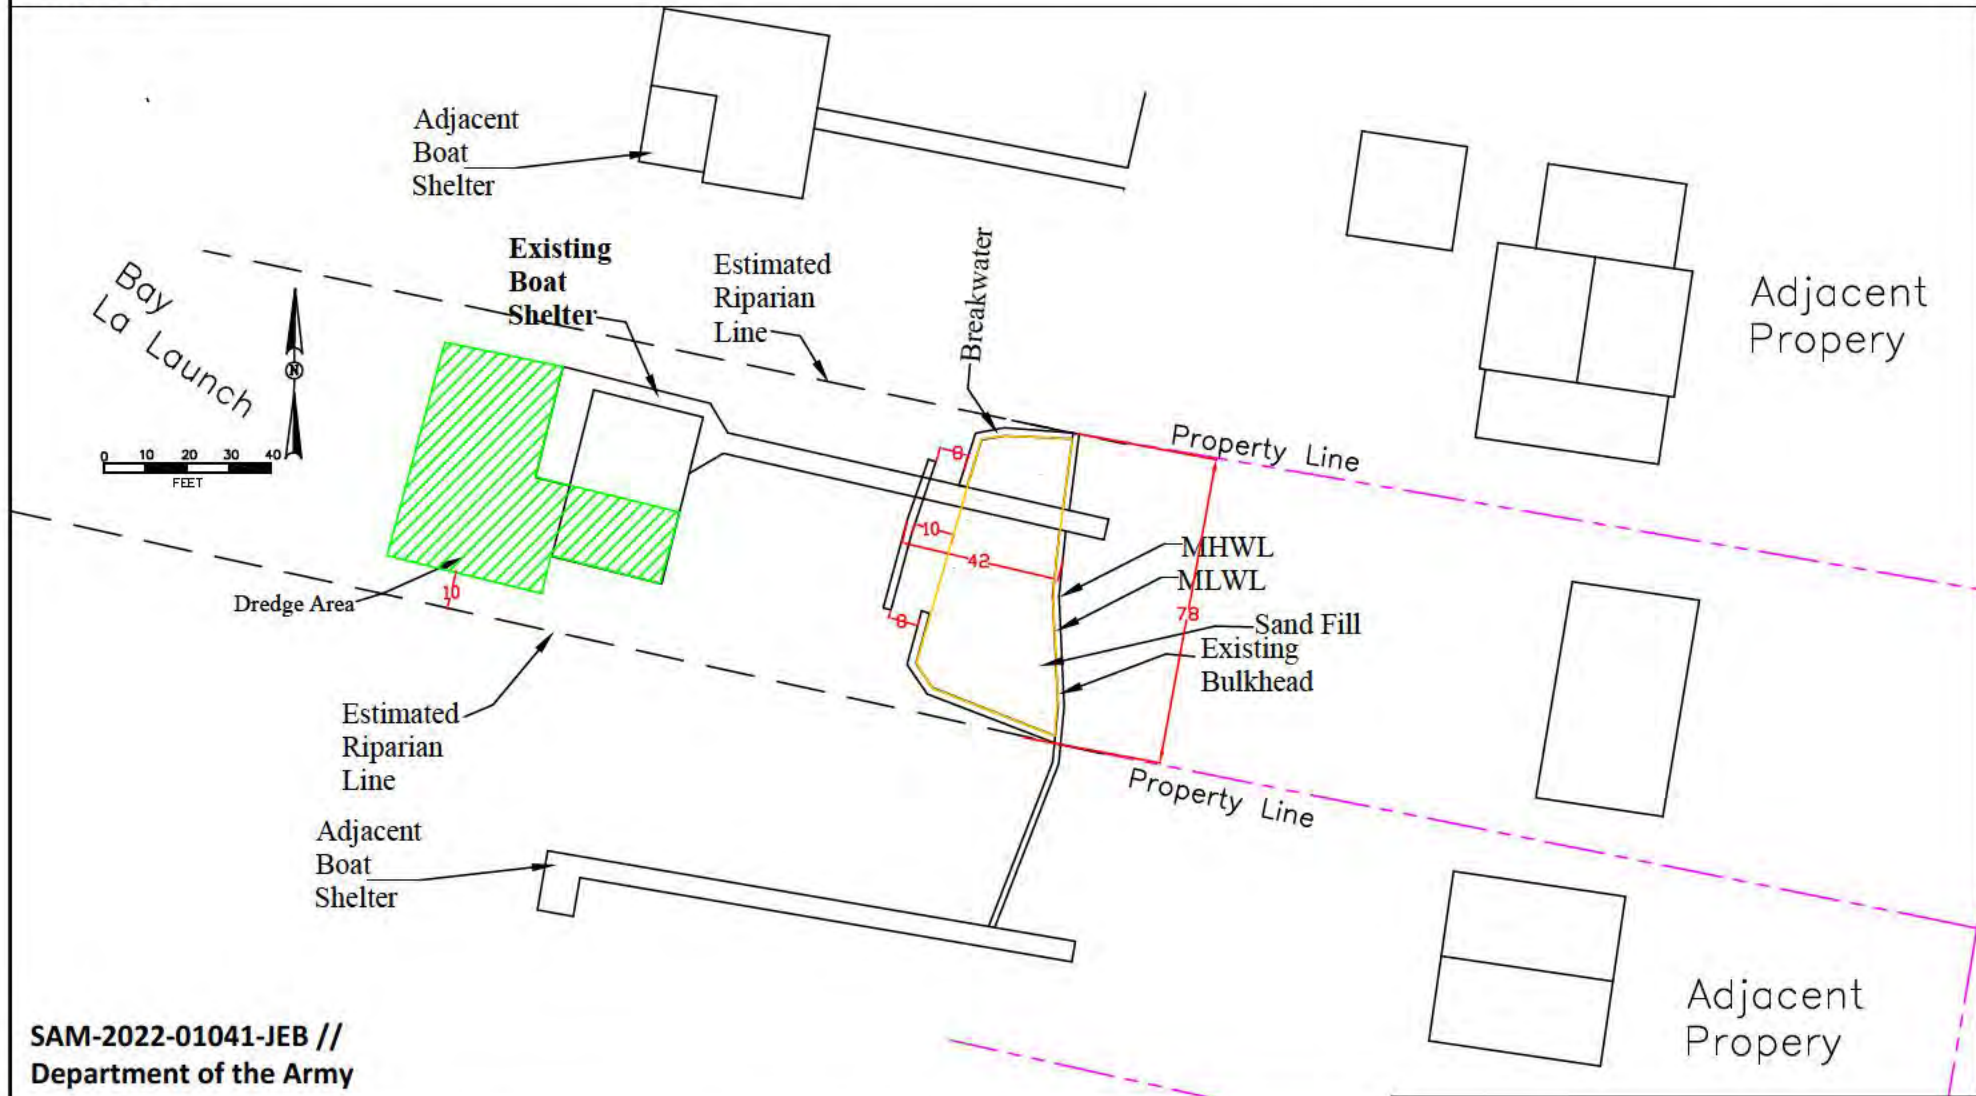 Adjacent
Boat
Shelter
Existing
Boat
Shelter
Estimated
Riparian
Line
Breakwater
Bay
La Launch
N
0 10 20 30 40
FEET
Adjacent
Propery
Property Line
8
10
42
8
78
10
MHWL
MLWL
Sand Fill
Existing
Bulkhead
Dredge Area
Estimated
Riparian
Line
Property Line
Adjacent
Boat
Shelter
Adjacent
Propery
SAM-2022-01041-JEB //
Department of the Army